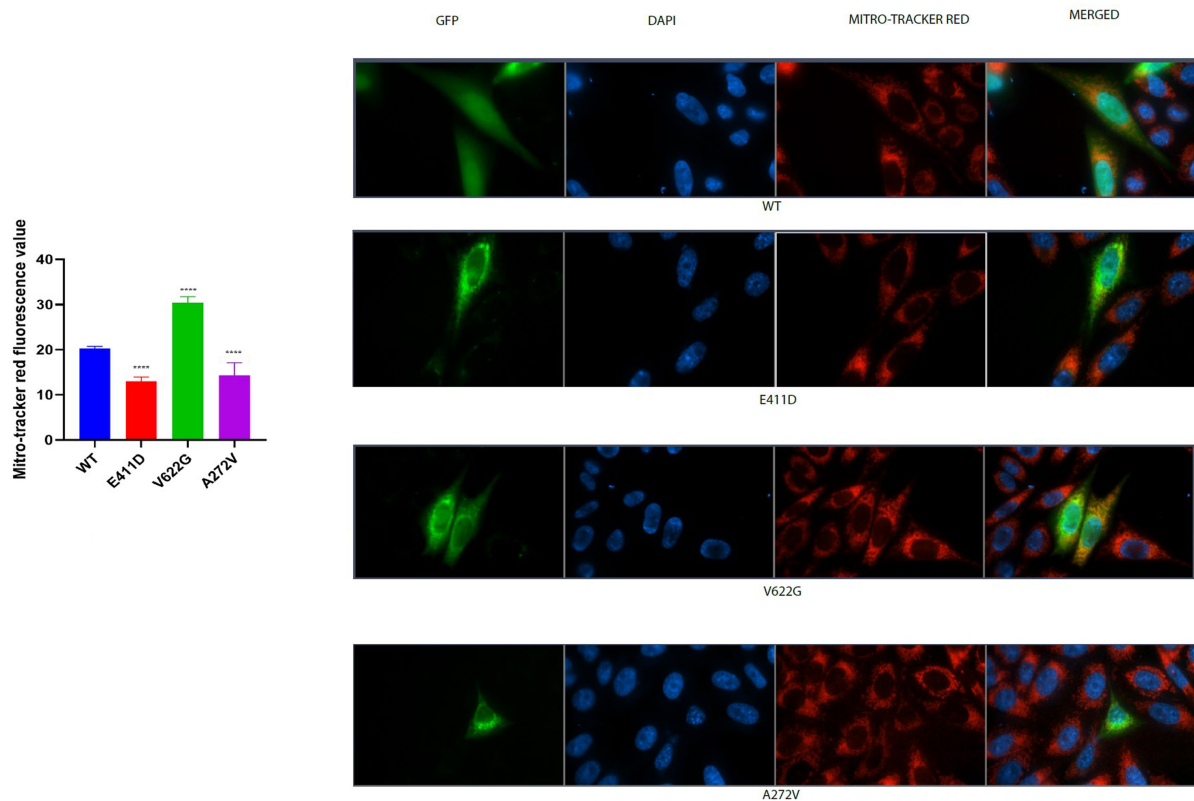 GFP
DAPI
MITRO-TRACKER RED
MERGED
WT
E411D
V622G
A272V
Mitro-tracker red fluorescence value
40
30
20
10
0
****
****
****
WT
E411D
V622G
A272V